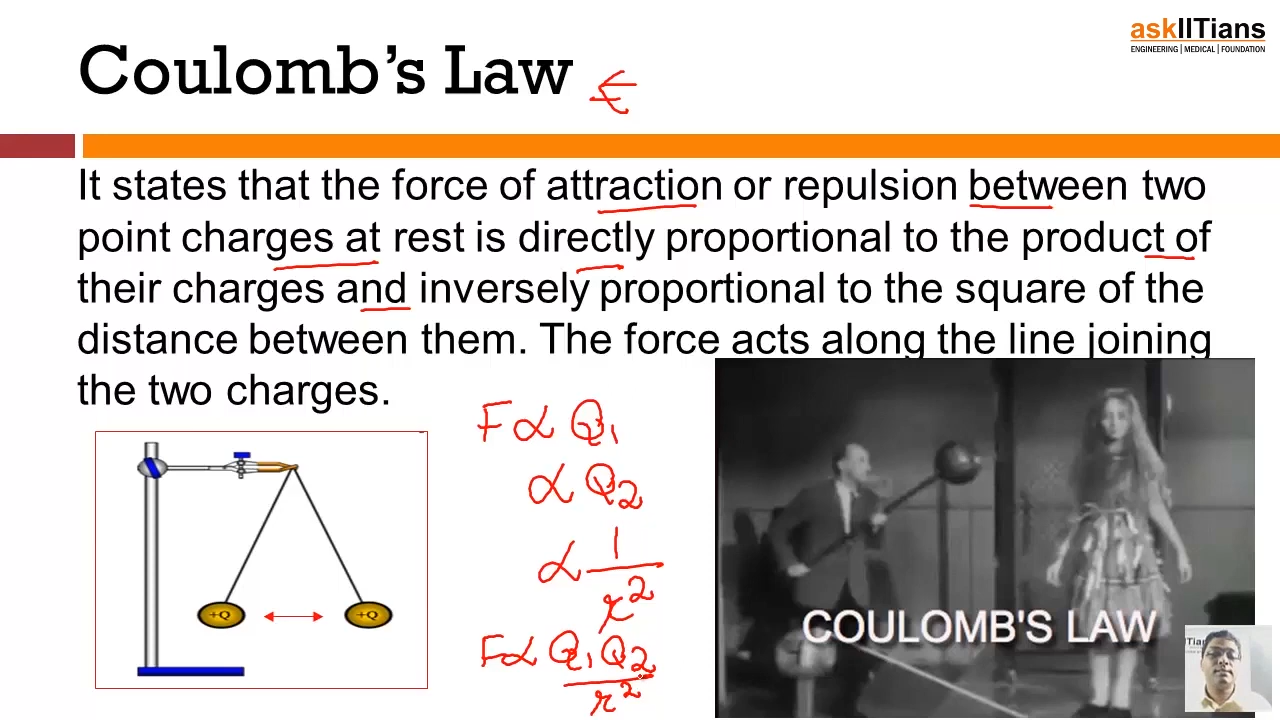 askIITians
ENGINEERING | MEDICAL | FOUNDATION
Coulomb's Law
It states that the force of attraction or repulsion between two
point charges at rest is directly proportional to the product of
their charges and inversely proportional to the square of the
distance between them. The force acts along the line joining
the two charges.
F ∝ Q₁
∝ Q₂
∝ 1/r²
F ∝ Q₁Q₂/r²
+Q +Q
COULOMB'S LAW